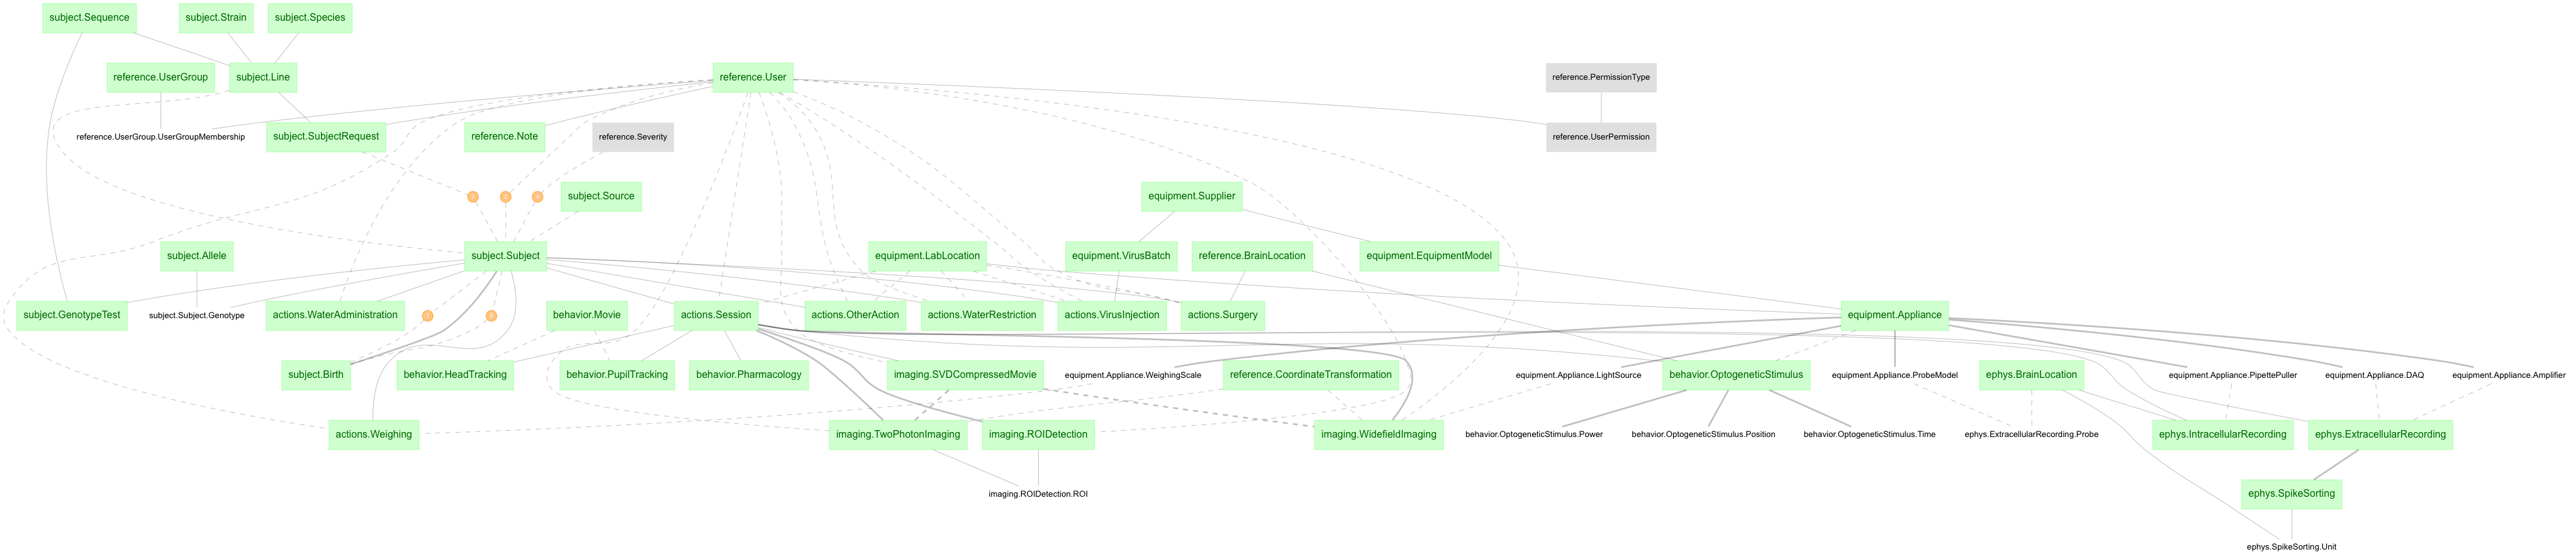 subject.Sequence
subject.Strain
subject.Species
reference.UserGroup
subject.Line
reference.User
reference.PermissionType
reference.UserGroup.UserGroupMembership
subject.SubjectRequest
reference.Note
reference.Severity
reference.UserPermission
subject.Source
equipment.Supplier
subject.Allele
subject.Subject
equipment.LabLocation
equipment.VirusBatch
reference.BrainLocation
equipment.EquipmentModel
subject.GenotypeTest
subject.Subject.Genotype
actions.WaterAdministration
behavior.Movie
actions.Session
actions.OtherAction
actions.WaterRestriction
actions.VirusInjection
actions.Surgery
equipment.Appliance
subject.Birth
behavior.HeadTracking
behavior.PupilTracking
behavior.Pharmacology
imaging.SVDCompressedMovie
equipment.Appliance.WeighingScale
reference.CoordinateTransformation
equipment.Appliance.LightSource
behavior.OptogeneticStimulus
equipment.Appliance.ProbeModel
ephys.BrainLocation
equipment.Appliance.PipettePuller
equipment.Appliance.DAQ
equipment.Appliance.Amplifier
actions.Weighing
imaging.TwoPhotonImaging
imaging.ROIDetection
imaging.WidefieldImaging
behavior.OptogeneticStimulus.Power
behavior.OptogeneticStimulus.Position
behavior.OptogeneticStimulus.Time
ephys.ExtracellularRecording.Probe
ephys.IntracellularRecording
ephys.ExtracellularRecording
imaging.ROIDetection.ROI
ephys.SpikeSorting
ephys.SpikeSorting.Unit